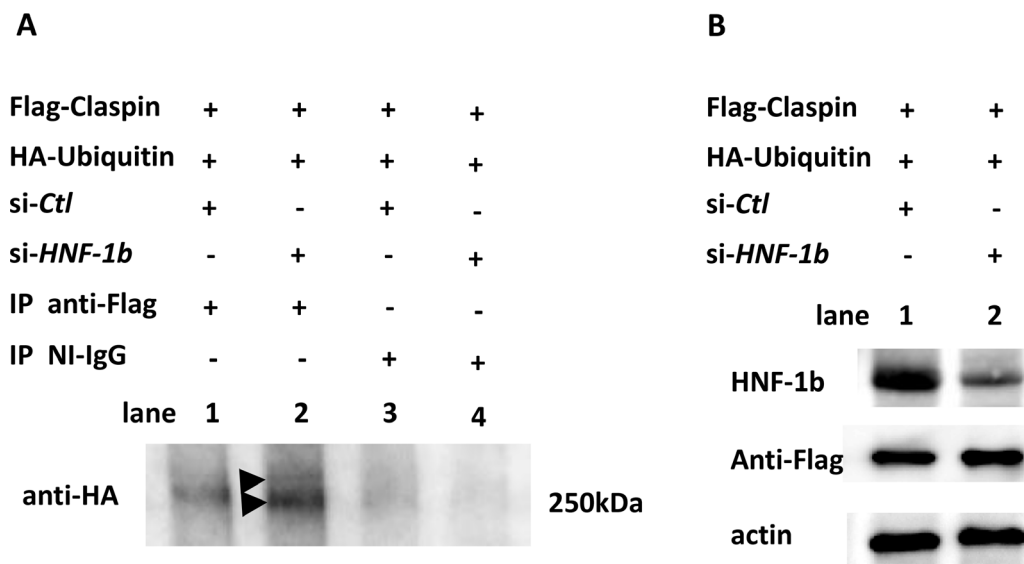 A
Flag-Claspin + + + +
HA-Ubiquitin + + + +
si-Ctl + - + -
si-HNF-1b - + - +
IP anti-Flag + + - -
IP NI-IgG - - + +
lane 1 2 3 4
anti-HA 250kDa
B
Flag-Claspin + +
HA-Ubiquitin + +
si-Ctl + -
si-HNF-1b - +
lane 1 2
HNF-1b
Anti-Flag
actin